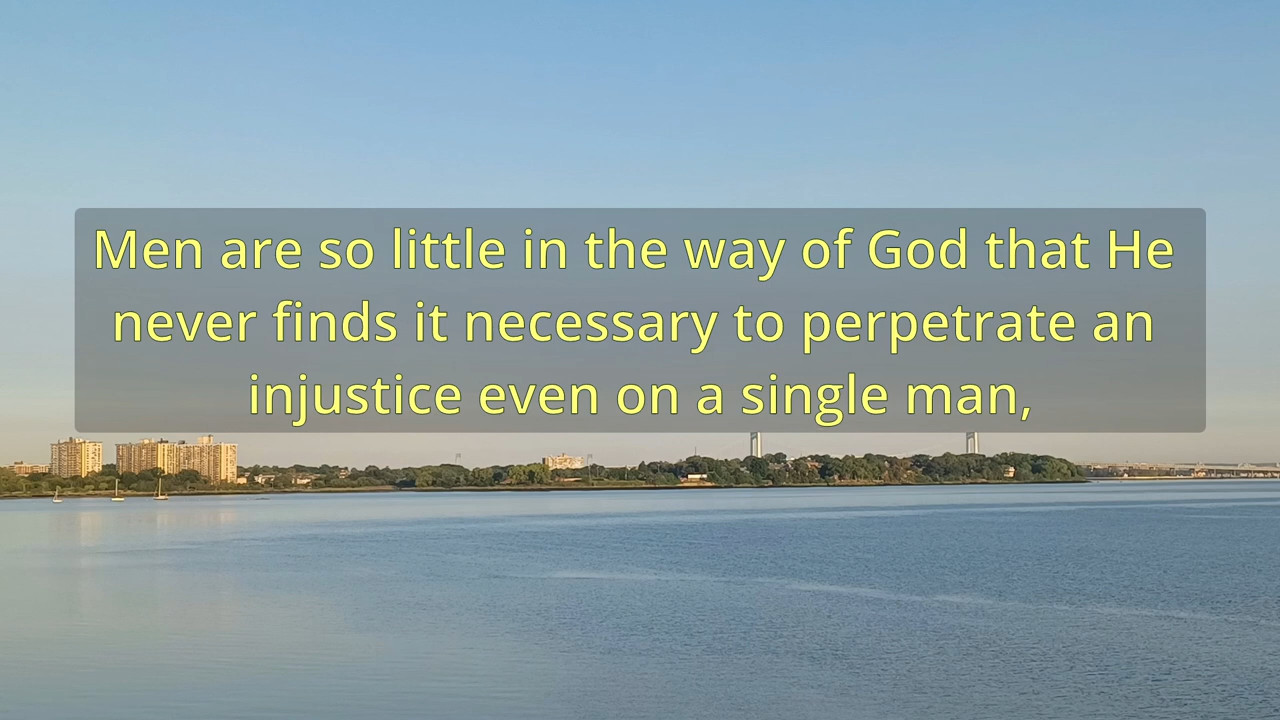 Men are so little in the way of God that He
never finds it necessary to perpetrate an
injustice even on a single man,